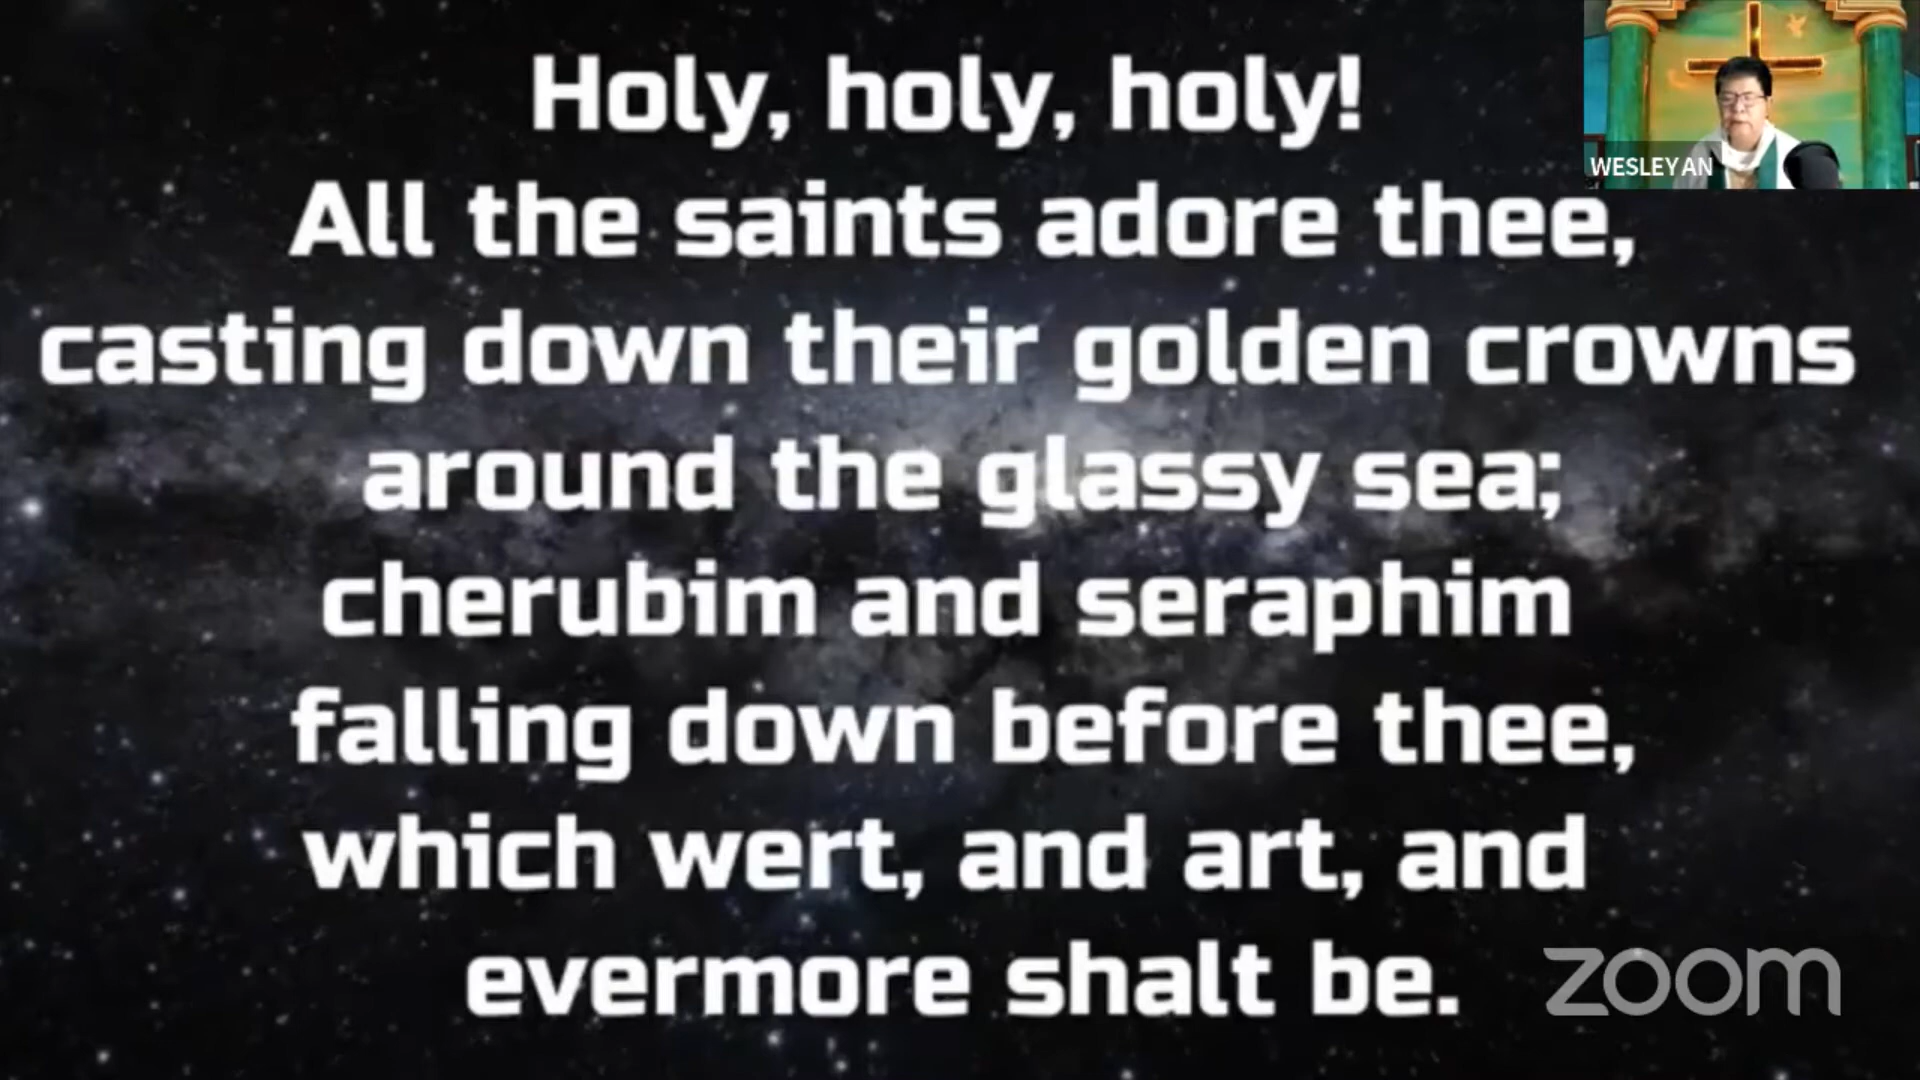 Holy, holy, holy!
All the saints adore thee,
casting down their golden crowns
around the glassy sea;
cherubim and seraphim
falling down before thee,
which wert, and art, and
evermore shalt be.
WESLEYAN
zoom